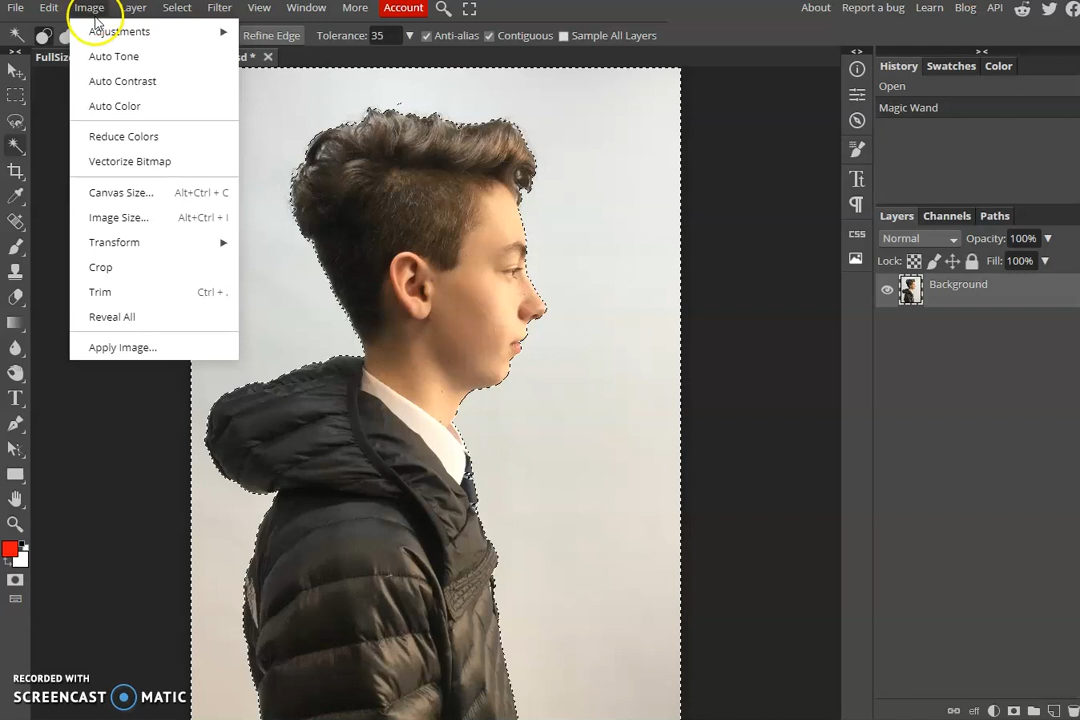 File Edit Image Layer Select Filter View Window More Account About Report a bug Learn Blog API
Refine Edge Tolerance: 35 Anti-alias Contiguous Sample All Layers
FullSize sd *
Adjustments
Auto Tone
Auto Contrast
Auto Color
Reduce Colors
Vectorize Bitmap
Canvas Size... Alt+Ctrl + C
Image Size... Alt+Ctrl + I
Transform
Crop
Trim Ctrl + .
Reveal All
Apply Image...
History Swatches Color
Open
Magic Wand
CSS
Layers Channels Paths
Normal Opacity: 100%
Lock: Fill: 100%
Background
eff
RECORDED WITH
SCREENCAST MATIC